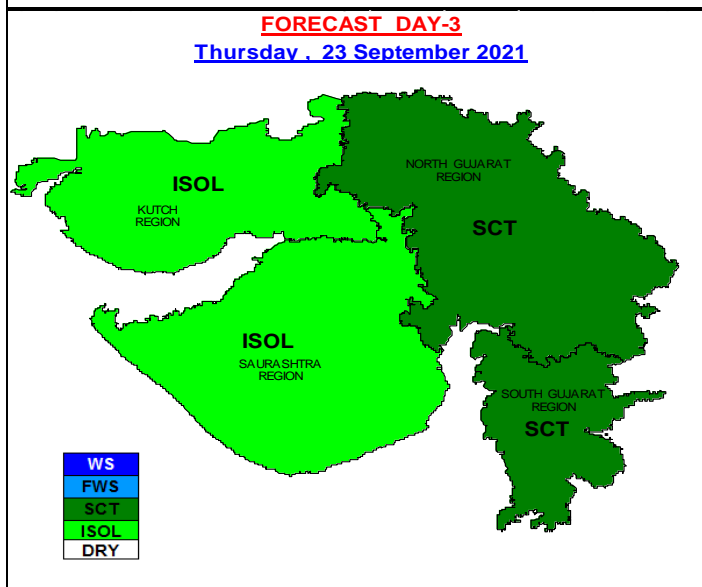 FORECAST DAY-3
Thursday , 23 September 2021
NORTH GUJARAT
REGION
ISOL
KUTCH
REGION
SCT
ISOL
SAURASHTRA
REGION
SOUTH GUJARAT
REGION
SCT
WS
FWS
SCT
ISOL
DRY